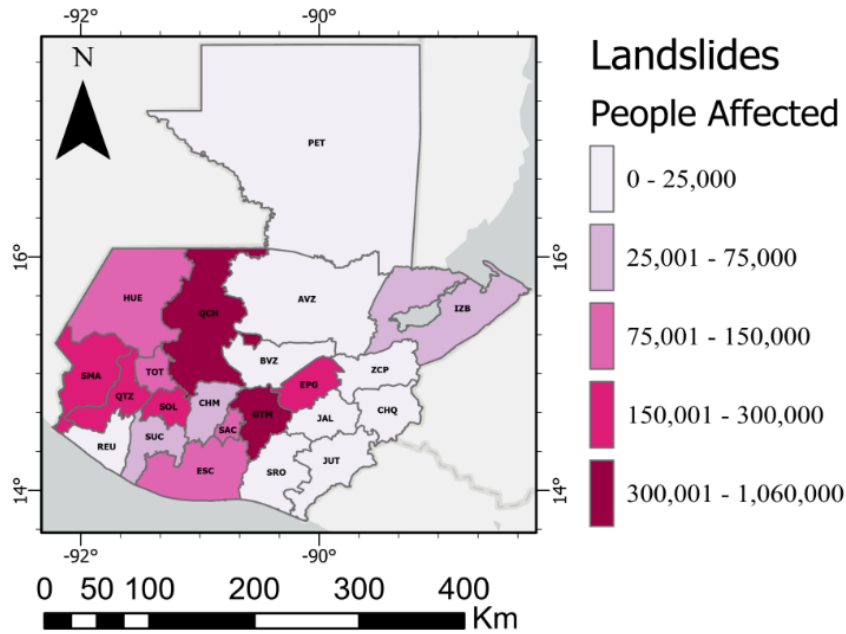 -92° -90°
N
Landslides
People Affected
0 - 25,000
25,001 - 75,000
75,001 - 150,000
150,001 - 300,000
300,001 - 1,060,000
PET
16° 16°
HUE
QCH
AVZ
IZB
BVZ
ZCP
SMA
TOT
EPG
QTZ
SOL
CHM
GTM
CHQ
JAL
SAC
SUC
REU
JUT
ESC
SRO
14° 14°
-92° -90°
0 50 100 200 300 400
Km